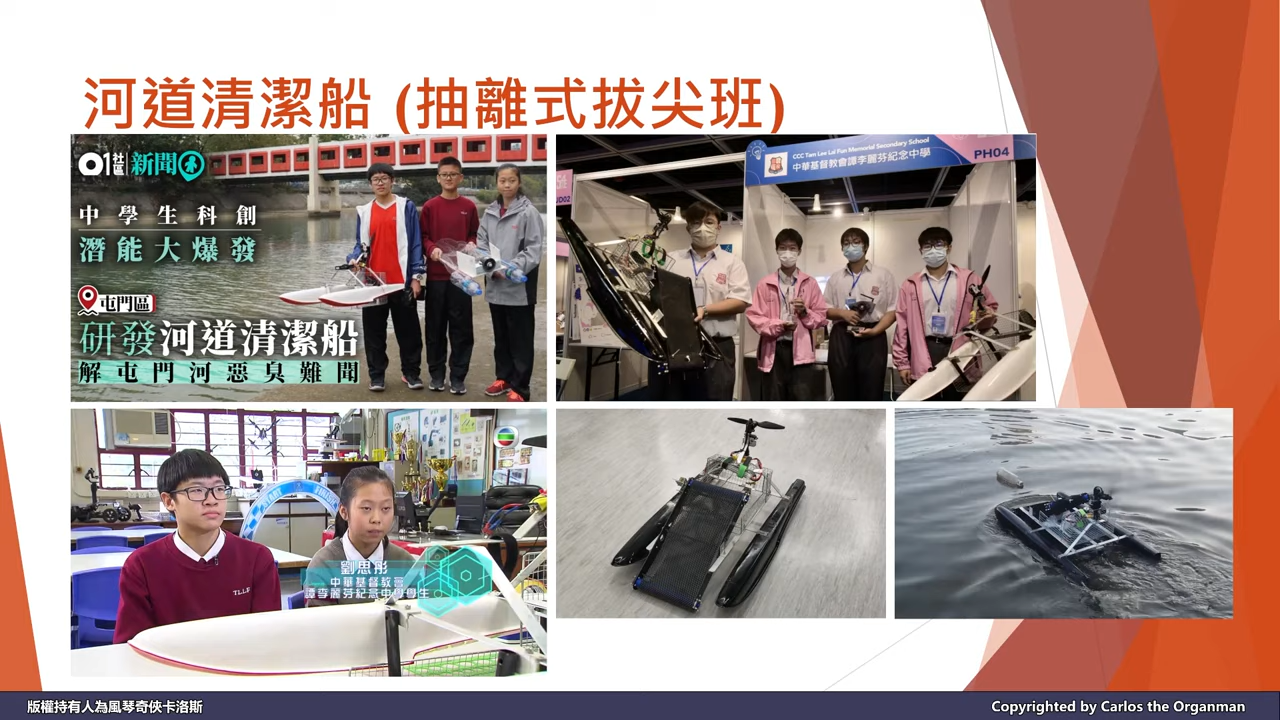 河道清潔船 (抽離式拔尖班)
01社區 新聞
中學生科創
潛能大爆發
屯門區
研發河道清潔船
解屯門河惡臭難聞
CCC Tam Lee Lai Fun Memorial Secondary School
中華基督教會譚李麗芬紀念中學
PH04
劉思彤
中華基督教會
譚李麗芬紀念中學學生
版權持有人為風琴奇俠卡洛斯
Copyrighted by Carlos the Organman